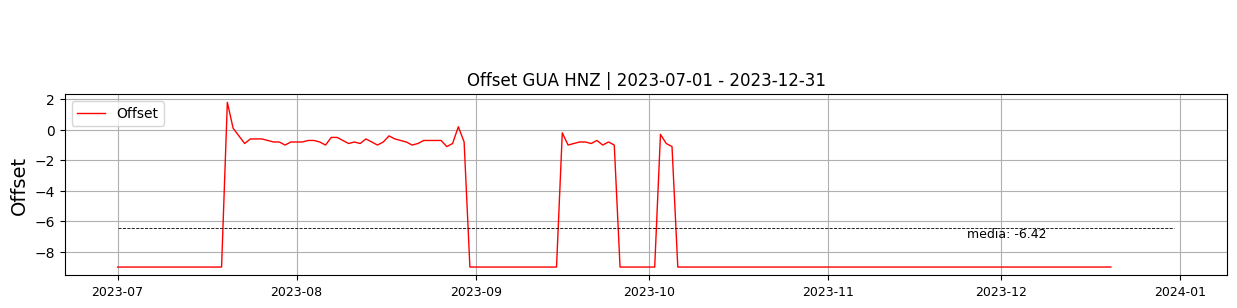 Offset GUA HNZ | 2023-07-01 - 2023-12-31
Offset
Offset
2
0
−2
−4
−6
−8
media: -6.42
2023-07 2023-08 2023-09 2023-10 2023-11 2023-12 2024-01